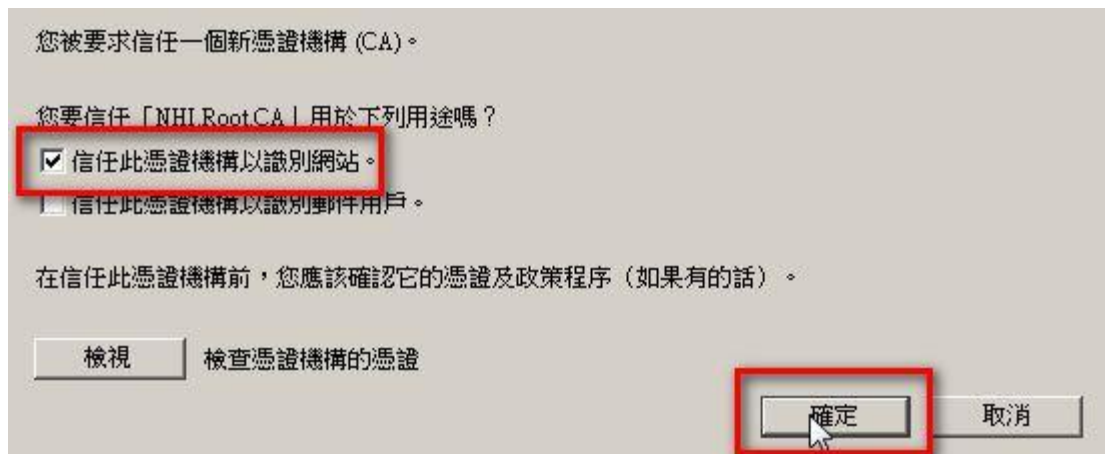 您被要求信任一個新憑證機構 (CA)。
您要信任「NHI Root CA」用於下列用途嗎？
信任此憑證機構以識別網站。
信任此憑證機構以識別郵件用戶。
在信任此憑證機構前，您應該確認它的憑證及政策程序（如果有的話）。
檢視 檢查憑證機構的憑證
確定 取消